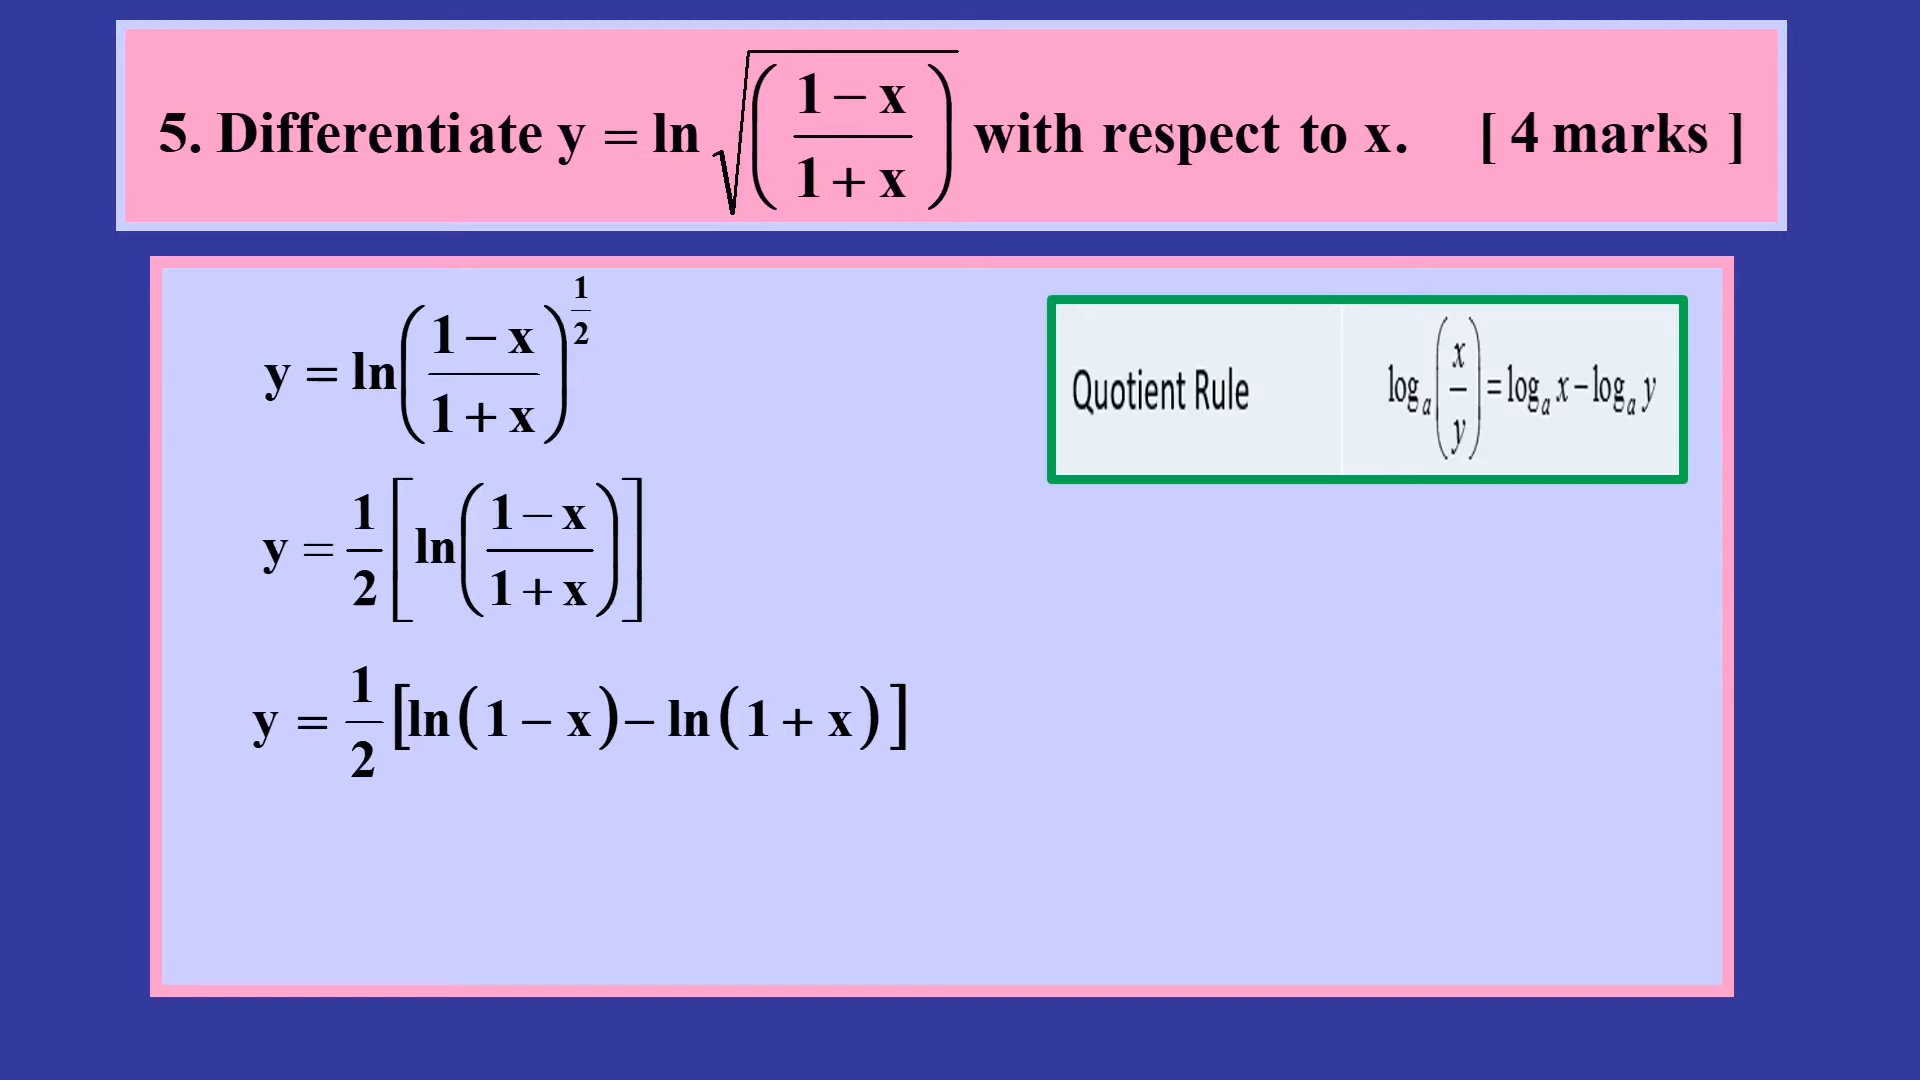 5. Differentiate y = ln √((1 − x)/(1 + x)) with respect to x. [ 4 marks ]
y = ln((1 − x)/(1 + x))^(1/2)
Quotient Rule log_a(x/y) = log_a x − log_a y
y = 1/2 [ln((1 − x)/(1 + x))]
y = 1/2 [ln(1 − x) − ln(1 + x)]